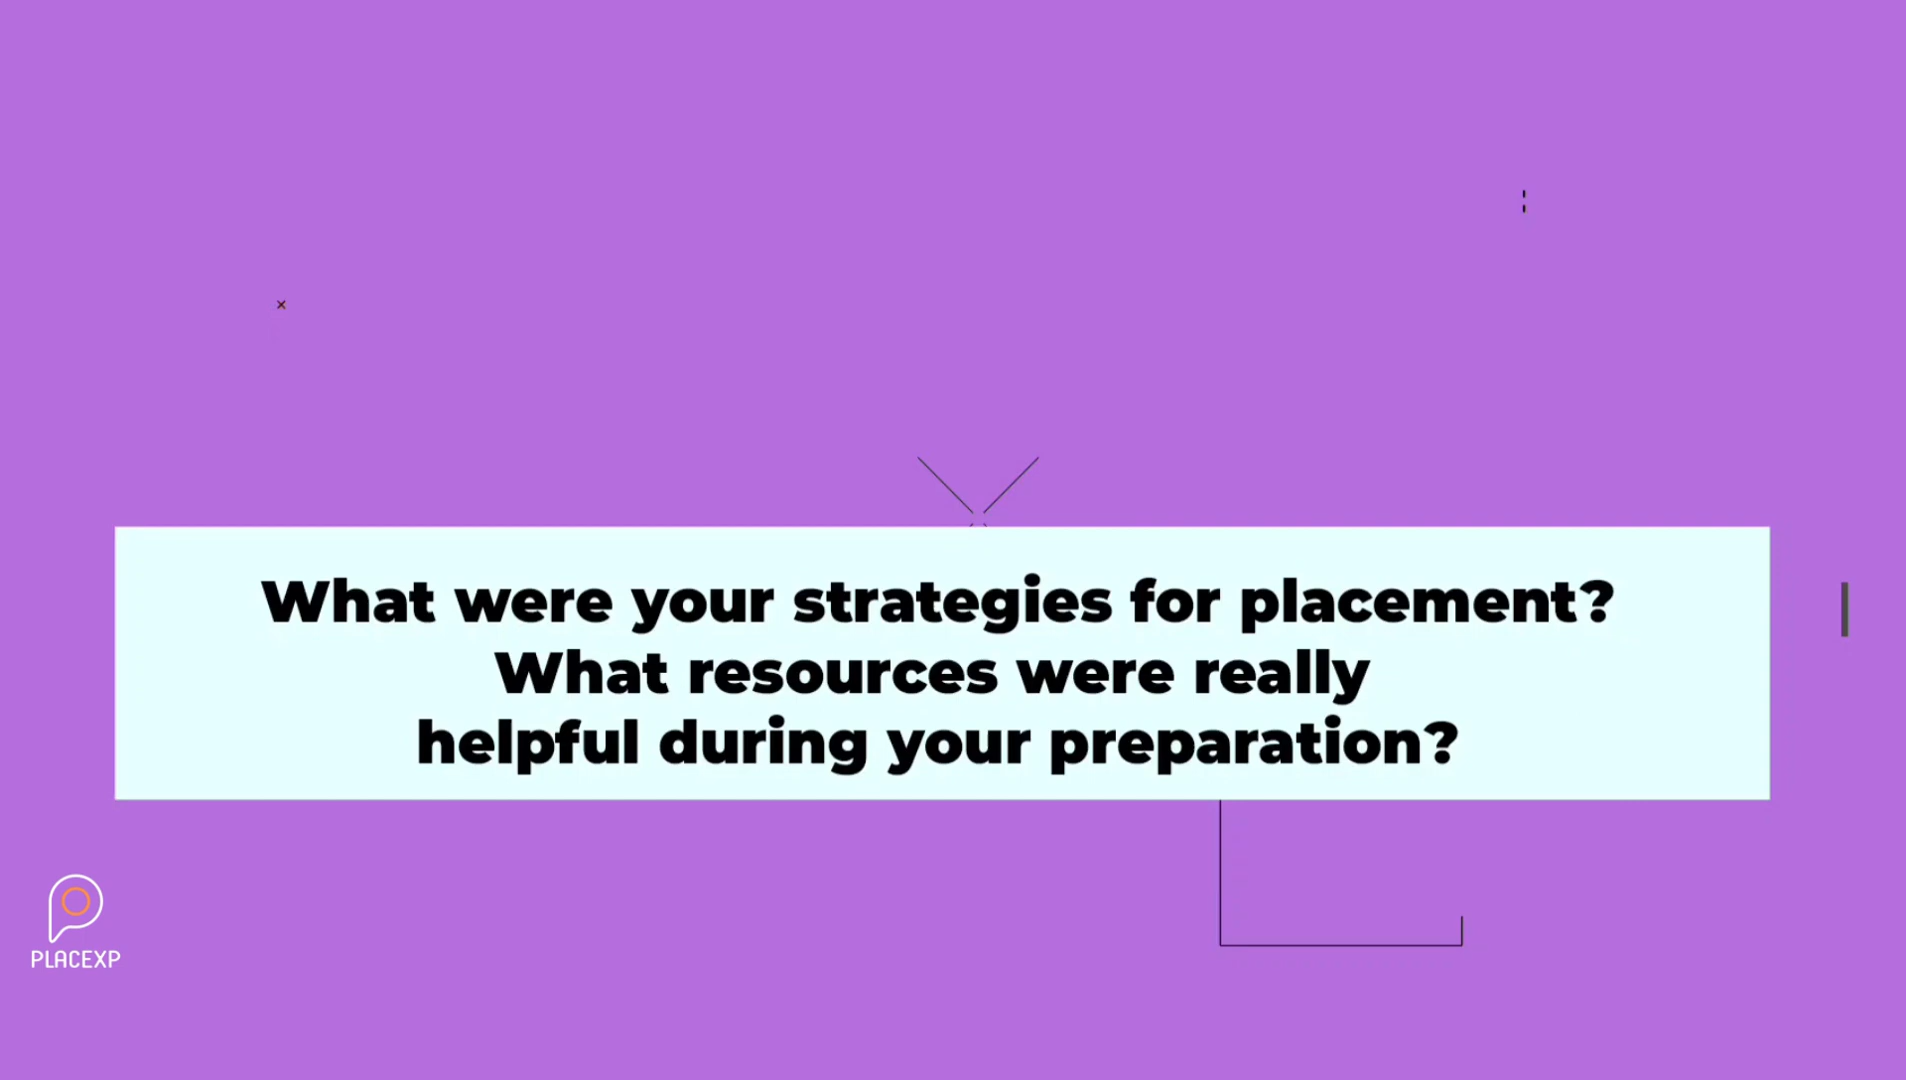 What were your strategies for placement?
What resources were really
helpful during your preparation?
PLACEXP